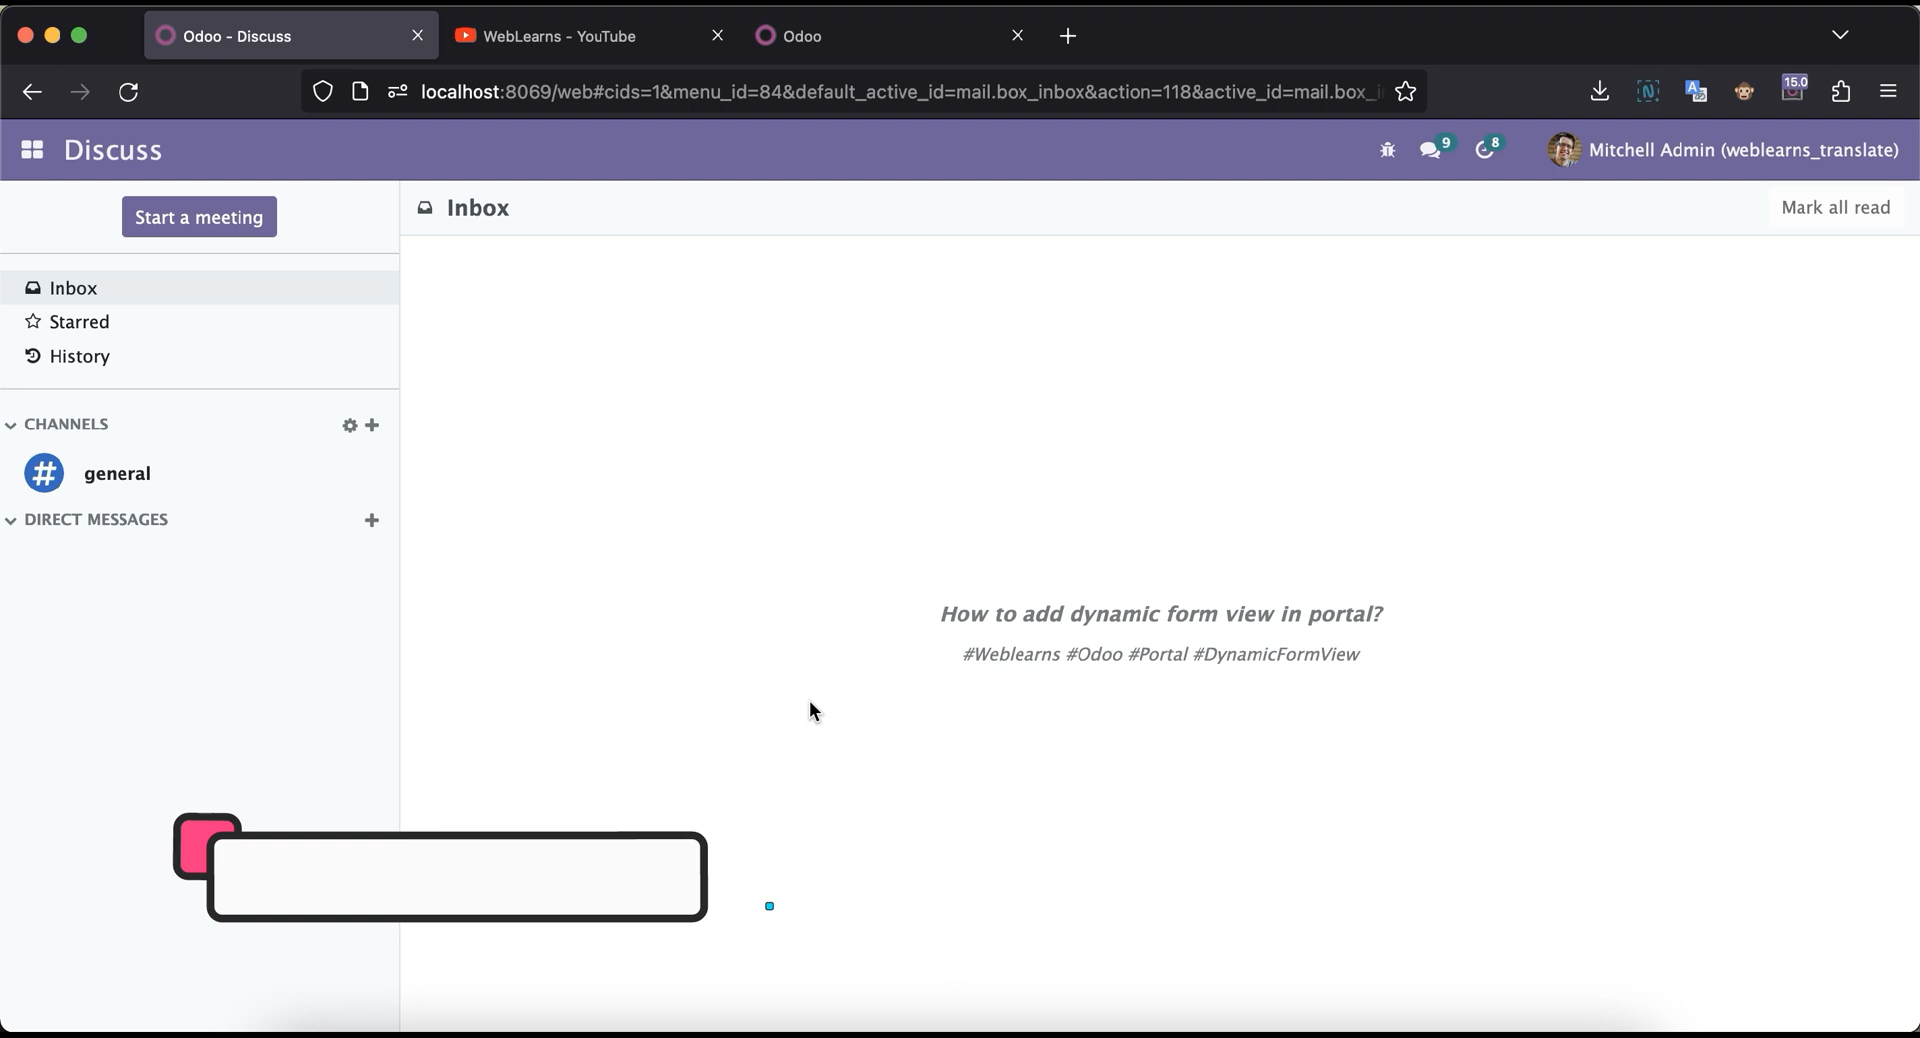 Odoo - Discuss
WebLearns - YouTube
Odoo
localhost:8069/web#cids=1&menu_id=84&default_active_id=mail.box_inbox&action=118&active_id=mail.box_i
15.0
Discuss
9
8
Mitchell Admin (weblearns_translate)
Start a meeting
Inbox
Mark all read
Inbox
Starred
History
CHANNELS
general
DIRECT MESSAGES
How to add dynamic form view in portal?
#Weblearns #Odoo #Portal #DynamicFormView